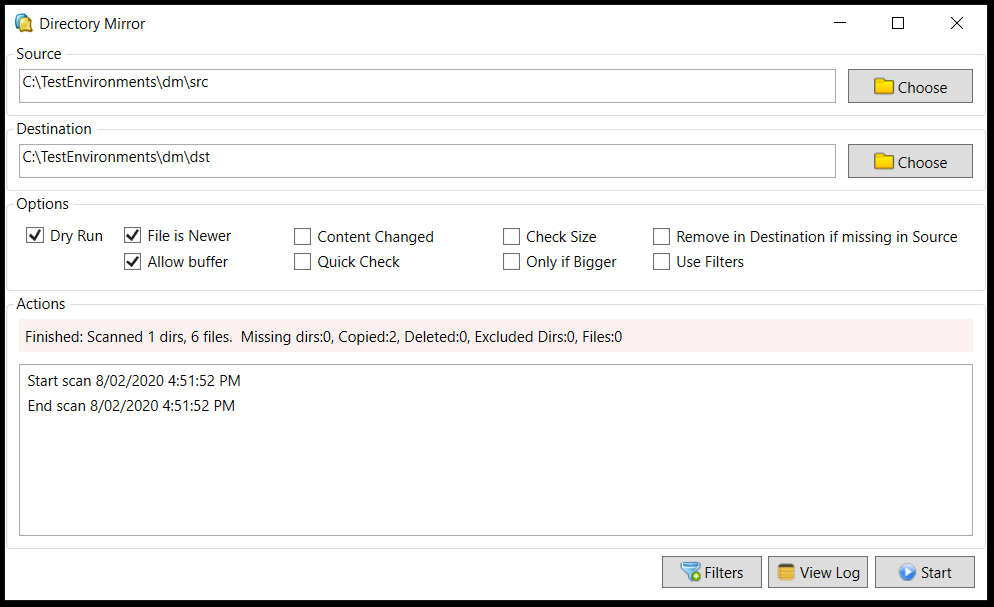 Directory Mirror
Source
C:\TestEnvironments\dm\src
Choose
Destination
C:\TestEnvironments\dm\dst
Choose
Options
Dry Run File is Newer Content Changed Check Size Remove in Destination if missing in Source
Allow buffer Quick Check Only if Bigger Use Filters
Actions
Finished: Scanned 1 dirs, 6 files.  Missing dirs:0, Copied:2, Deleted:0, Excluded Dirs:0, Files:0
Start scan 8/02/2020 4:51:52 PM
End scan 8/02/2020 4:51:52 PM
Filters View Log Start